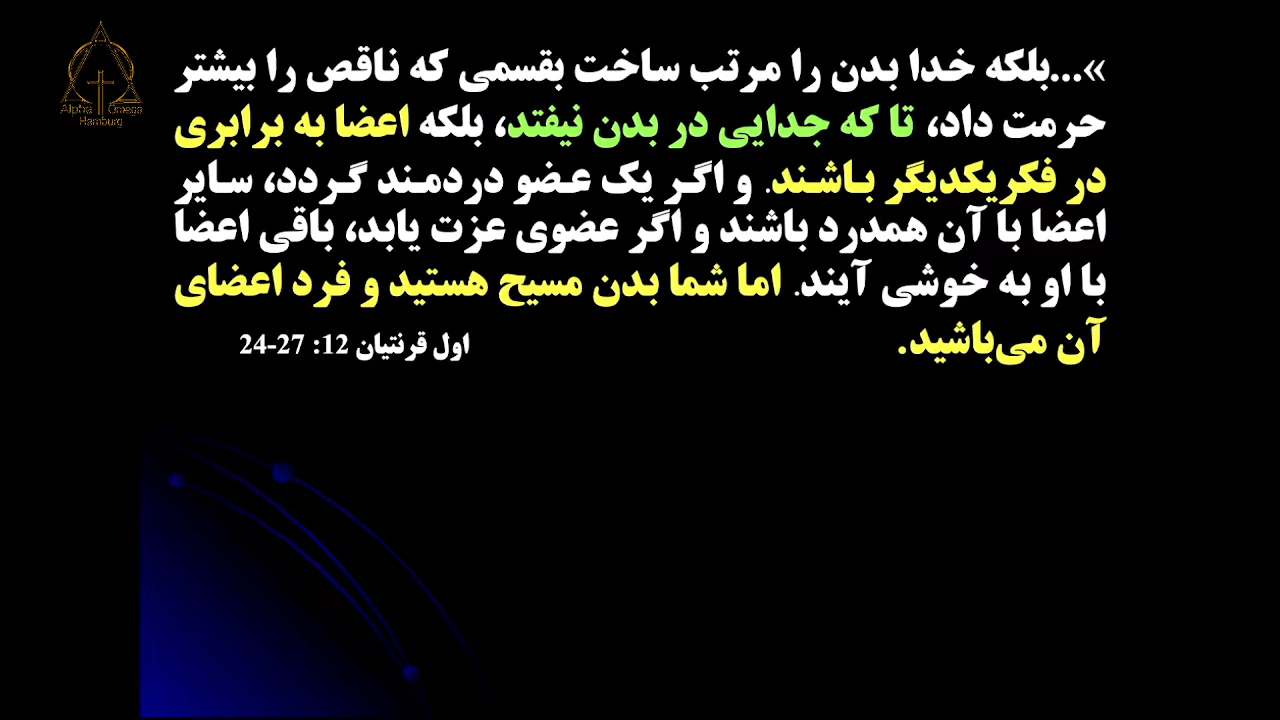 Alpha Omega
Hamburg
»...بلکه خدا بدن را مرتب ساخت بقسمی که ناقص را بیشتر
حرمت داد، تا که جدایی در بدن نیفتد، بلکه اعضا به برابری
در فکریکدیگر باشند. و اگر یک عضو دردمند گردد، سایر
اعضا با آن همدرد باشند و اگر عضوی عزت یابد، باقی اعضا
با او به خوشی آیند. اما شما بدن مسیح هستید و فرد اعضای
آن می‌باشید.
اول قرنتیان 12: 27-24